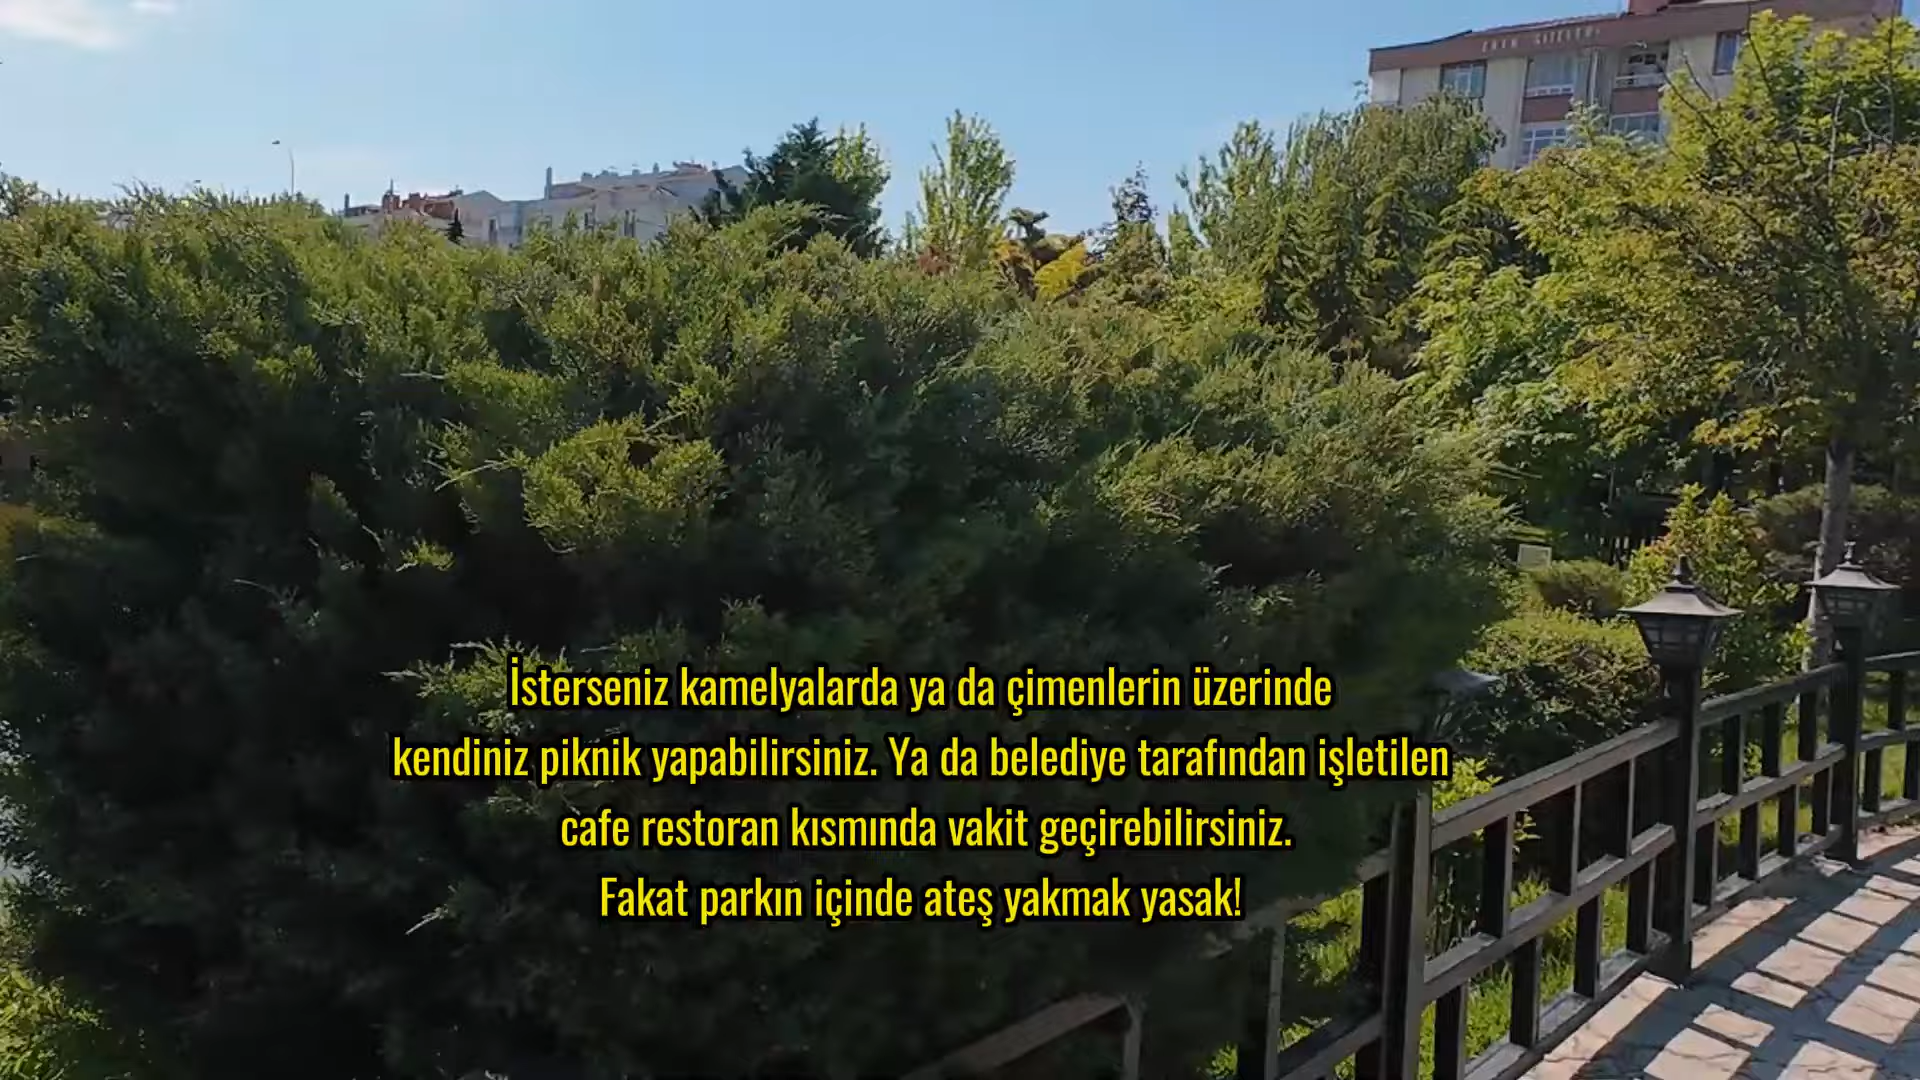 İsterseniz kamelyalarda ya da çimenlerin üzerinde
kendiniz piknik yapabilirsiniz. Ya da belediye tarafından işletilen
cafe restoran kısmında vakit geçirebilirsiniz.
Fakat parkın içinde ateş yakmak yasak!